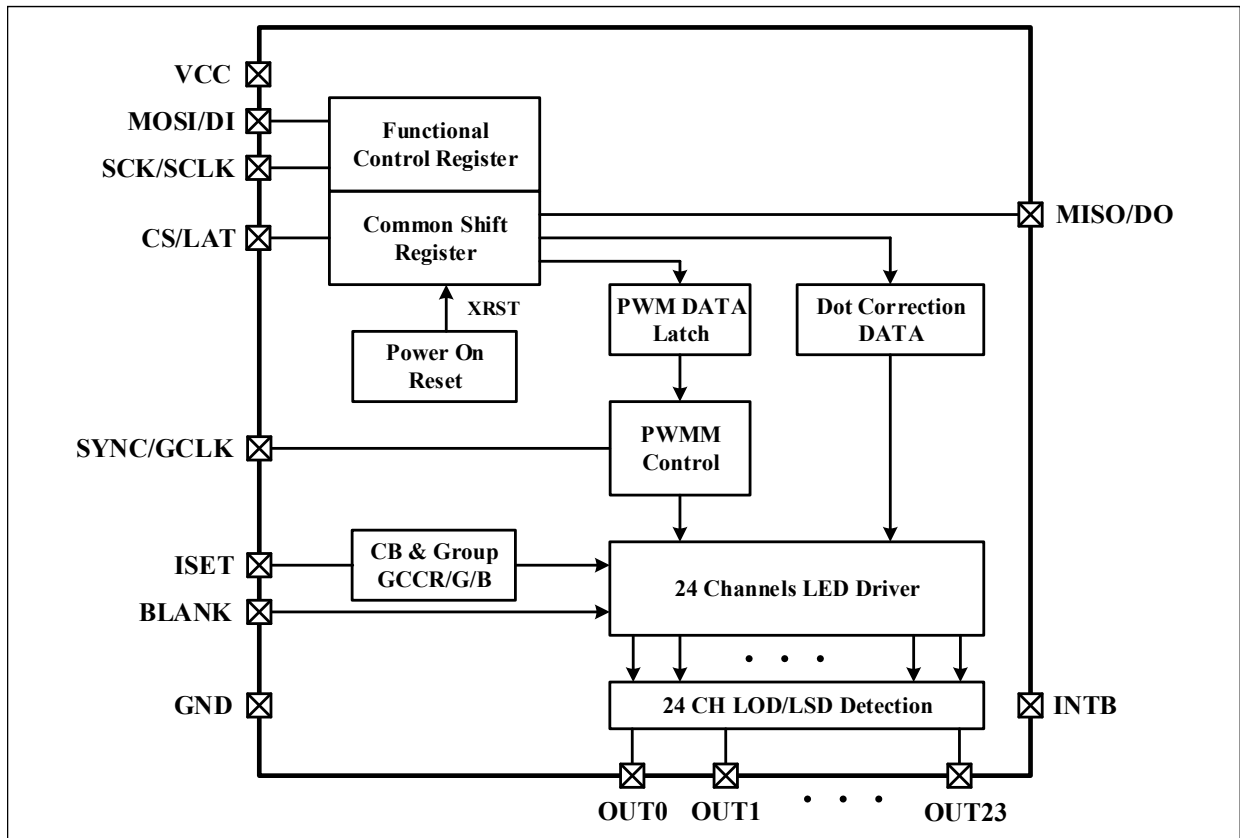 VCC
MOSI/DI
SCK/SCLK
CS/LAT
Functional
Control Register
Common Shift
Register
MISO/DO
XRST
Power On
Reset
PWM DATA
Latch
Dot Correction
DATA
SYNC/GCLK
PWMM
Control
ISET
CB & Group
GCCR/G/B
24 Channels LED Driver
BLANK
• • •
GND
24 CH LOD/LSD Detection
INTB
OUT0
OUT1
• • •
OUT23